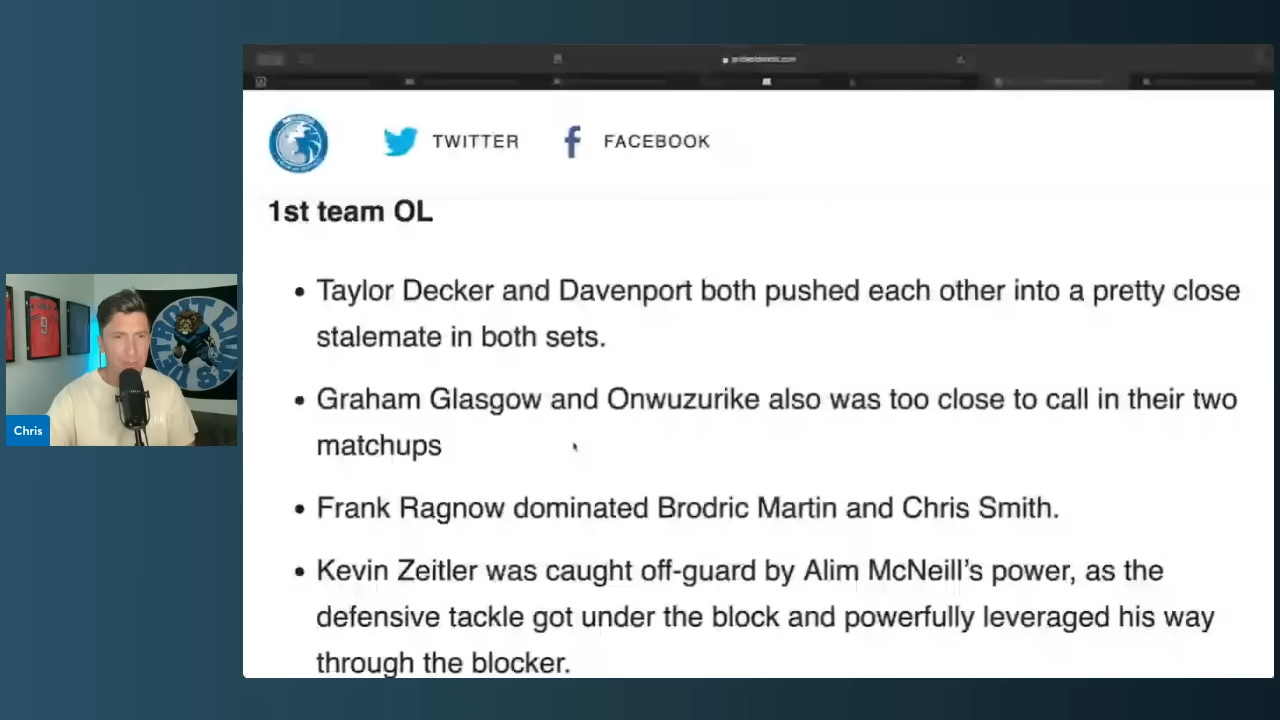 TWITTER
FACEBOOK
1st team OL
• Taylor Decker and Davenport both pushed each other into a pretty close
stalemate in both sets.
• Graham Glasgow and Onwuzurike also was too close to call in their two
matchups
• Frank Ragnow dominated Brodric Martin and Chris Smith.
• Kevin Zeitler was caught off-guard by Alim McNeill's power, as the
defensive tackle got under the block and powerfully leveraged his way
through the blocker.
9
DETROIT LIONS
Chris